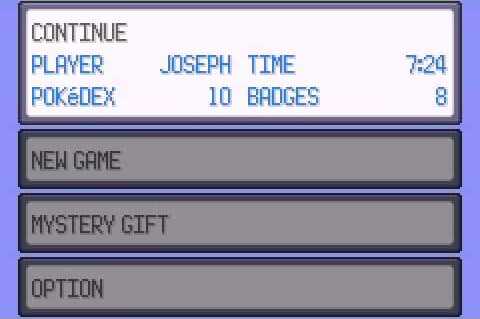 CONTINUE
PLAYER JOSEPH TIME 7:24
POKéDEX 10 BADGES 8
NEW GAME
MYSTERY GIFT
OPTION